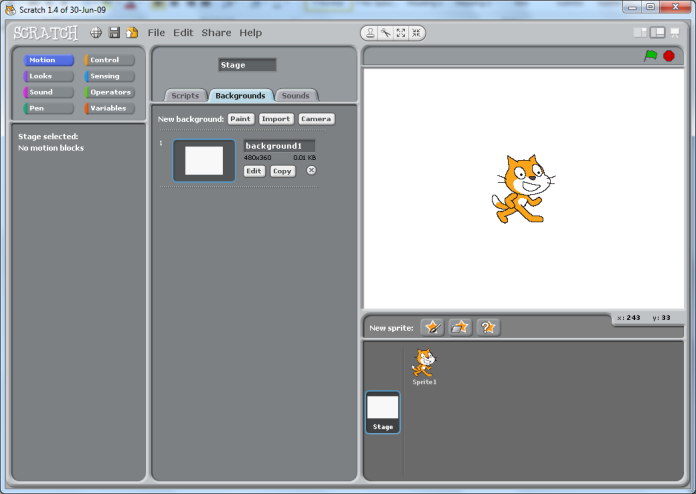 Scratch 1.4 of 30-Jun-09
SCRATCH File Edit Share Help
Motion Control
Looks Sensing
Sound Operators
Pen Variables
Stage selected:
No motion blocks
Stage
Scripts Backgrounds Sounds
New background: Paint Import Camera
1 background1
480x360 0.01 KB
Edit Copy
x: 243 y: 33
New sprite:
Sprite1
Stage